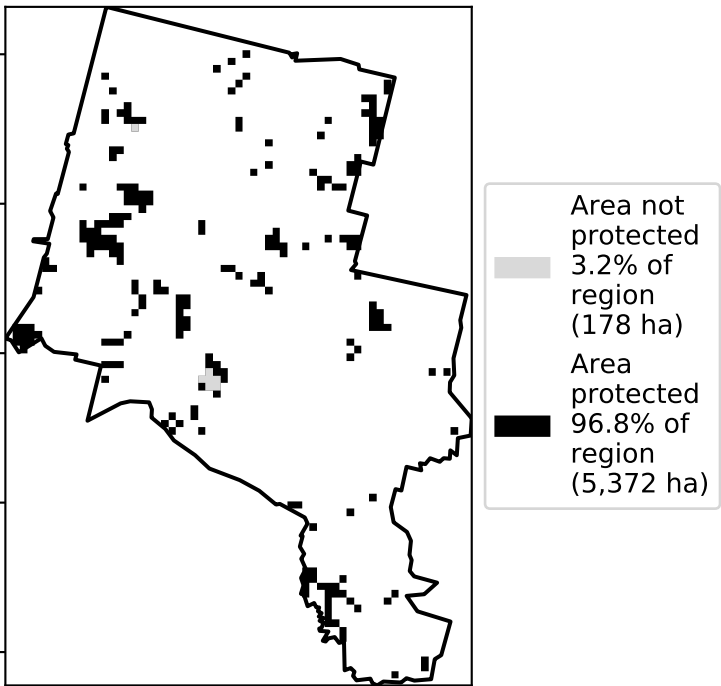 Area not
protected
3.2% of
region
(178 ha)
Area
protected
96.8% of
region
(5,372 ha)